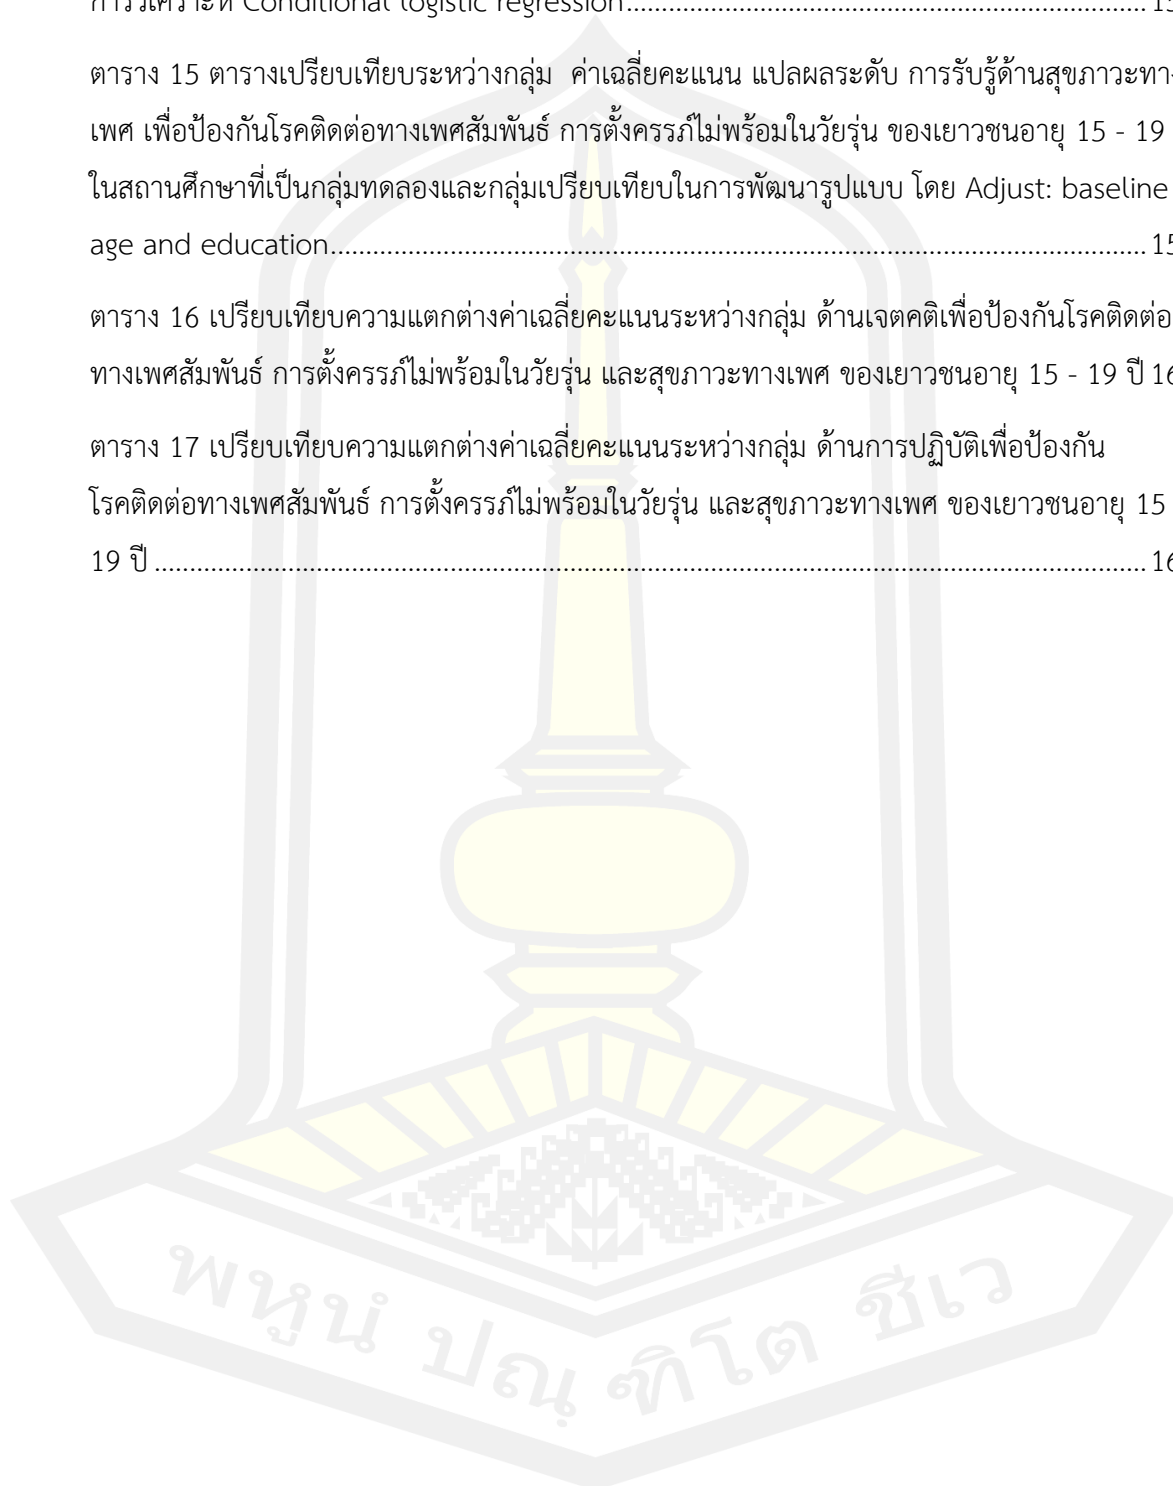 การวิเคราะห์ Conditional logistic regression........................................................................... 15
ตาราง 15 ตารางเปรียบเทียบระหว่างกลุ่ม ค่าเฉลี่ยคะแนน แปลผลระดับ การรับรู้ด้านสุขภาวะทาง
เพศ เพื่อป้องกันโรคติดต่อทางเพศสัมพันธ์ การตั้งครรภ์ไม่พร้อมในวัยรุ่น ของเยาวชนอายุ 15 - 19
ในสถานศึกษาที่เป็นกลุ่มทดลองและกลุ่มเปรียบเทียบในการพัฒนารูปแบบ โดย Adjust: baseline
age and education..................................................................................................................... 15
ตาราง 16 เปรียบเทียบความแตกต่างค่าเฉลี่ยคะแนนระหว่างกลุ่ม ด้านเจตคติเพื่อป้องกันโรคติดต่อ
ทางเพศสัมพันธ์ การตั้งครรภ์ไม่พร้อมในวัยรุ่น และสุขภาวะทางเพศ ของเยาวชนอายุ 15 - 19 ปี 16
ตาราง 17 เปรียบเทียบความแตกต่างค่าเฉลี่ยคะแนนระหว่างกลุ่ม ด้านการปฏิบัติเพื่อป้องกัน
โรคติดต่อทางเพศสัมพันธ์ การตั้งครรภ์ไม่พร้อมในวัยรุ่น และสุขภาวะทางเพศ ของเยาวชนอายุ 15
19 ปี ............................................................................................................................................. 16
พหูนํ ปณฺ ฑิโต ชีเว